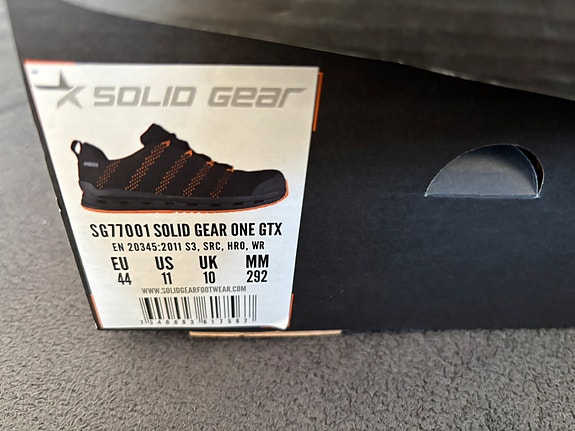 SOLID GEAR
SG77001 SOLID GEAR ONE GTX
EN 20345:2011 S3, SRC, HRO, WR
EU US UK MM
44 11 10 292
WWW.SOLIDGEARFOOTWEAR.COM